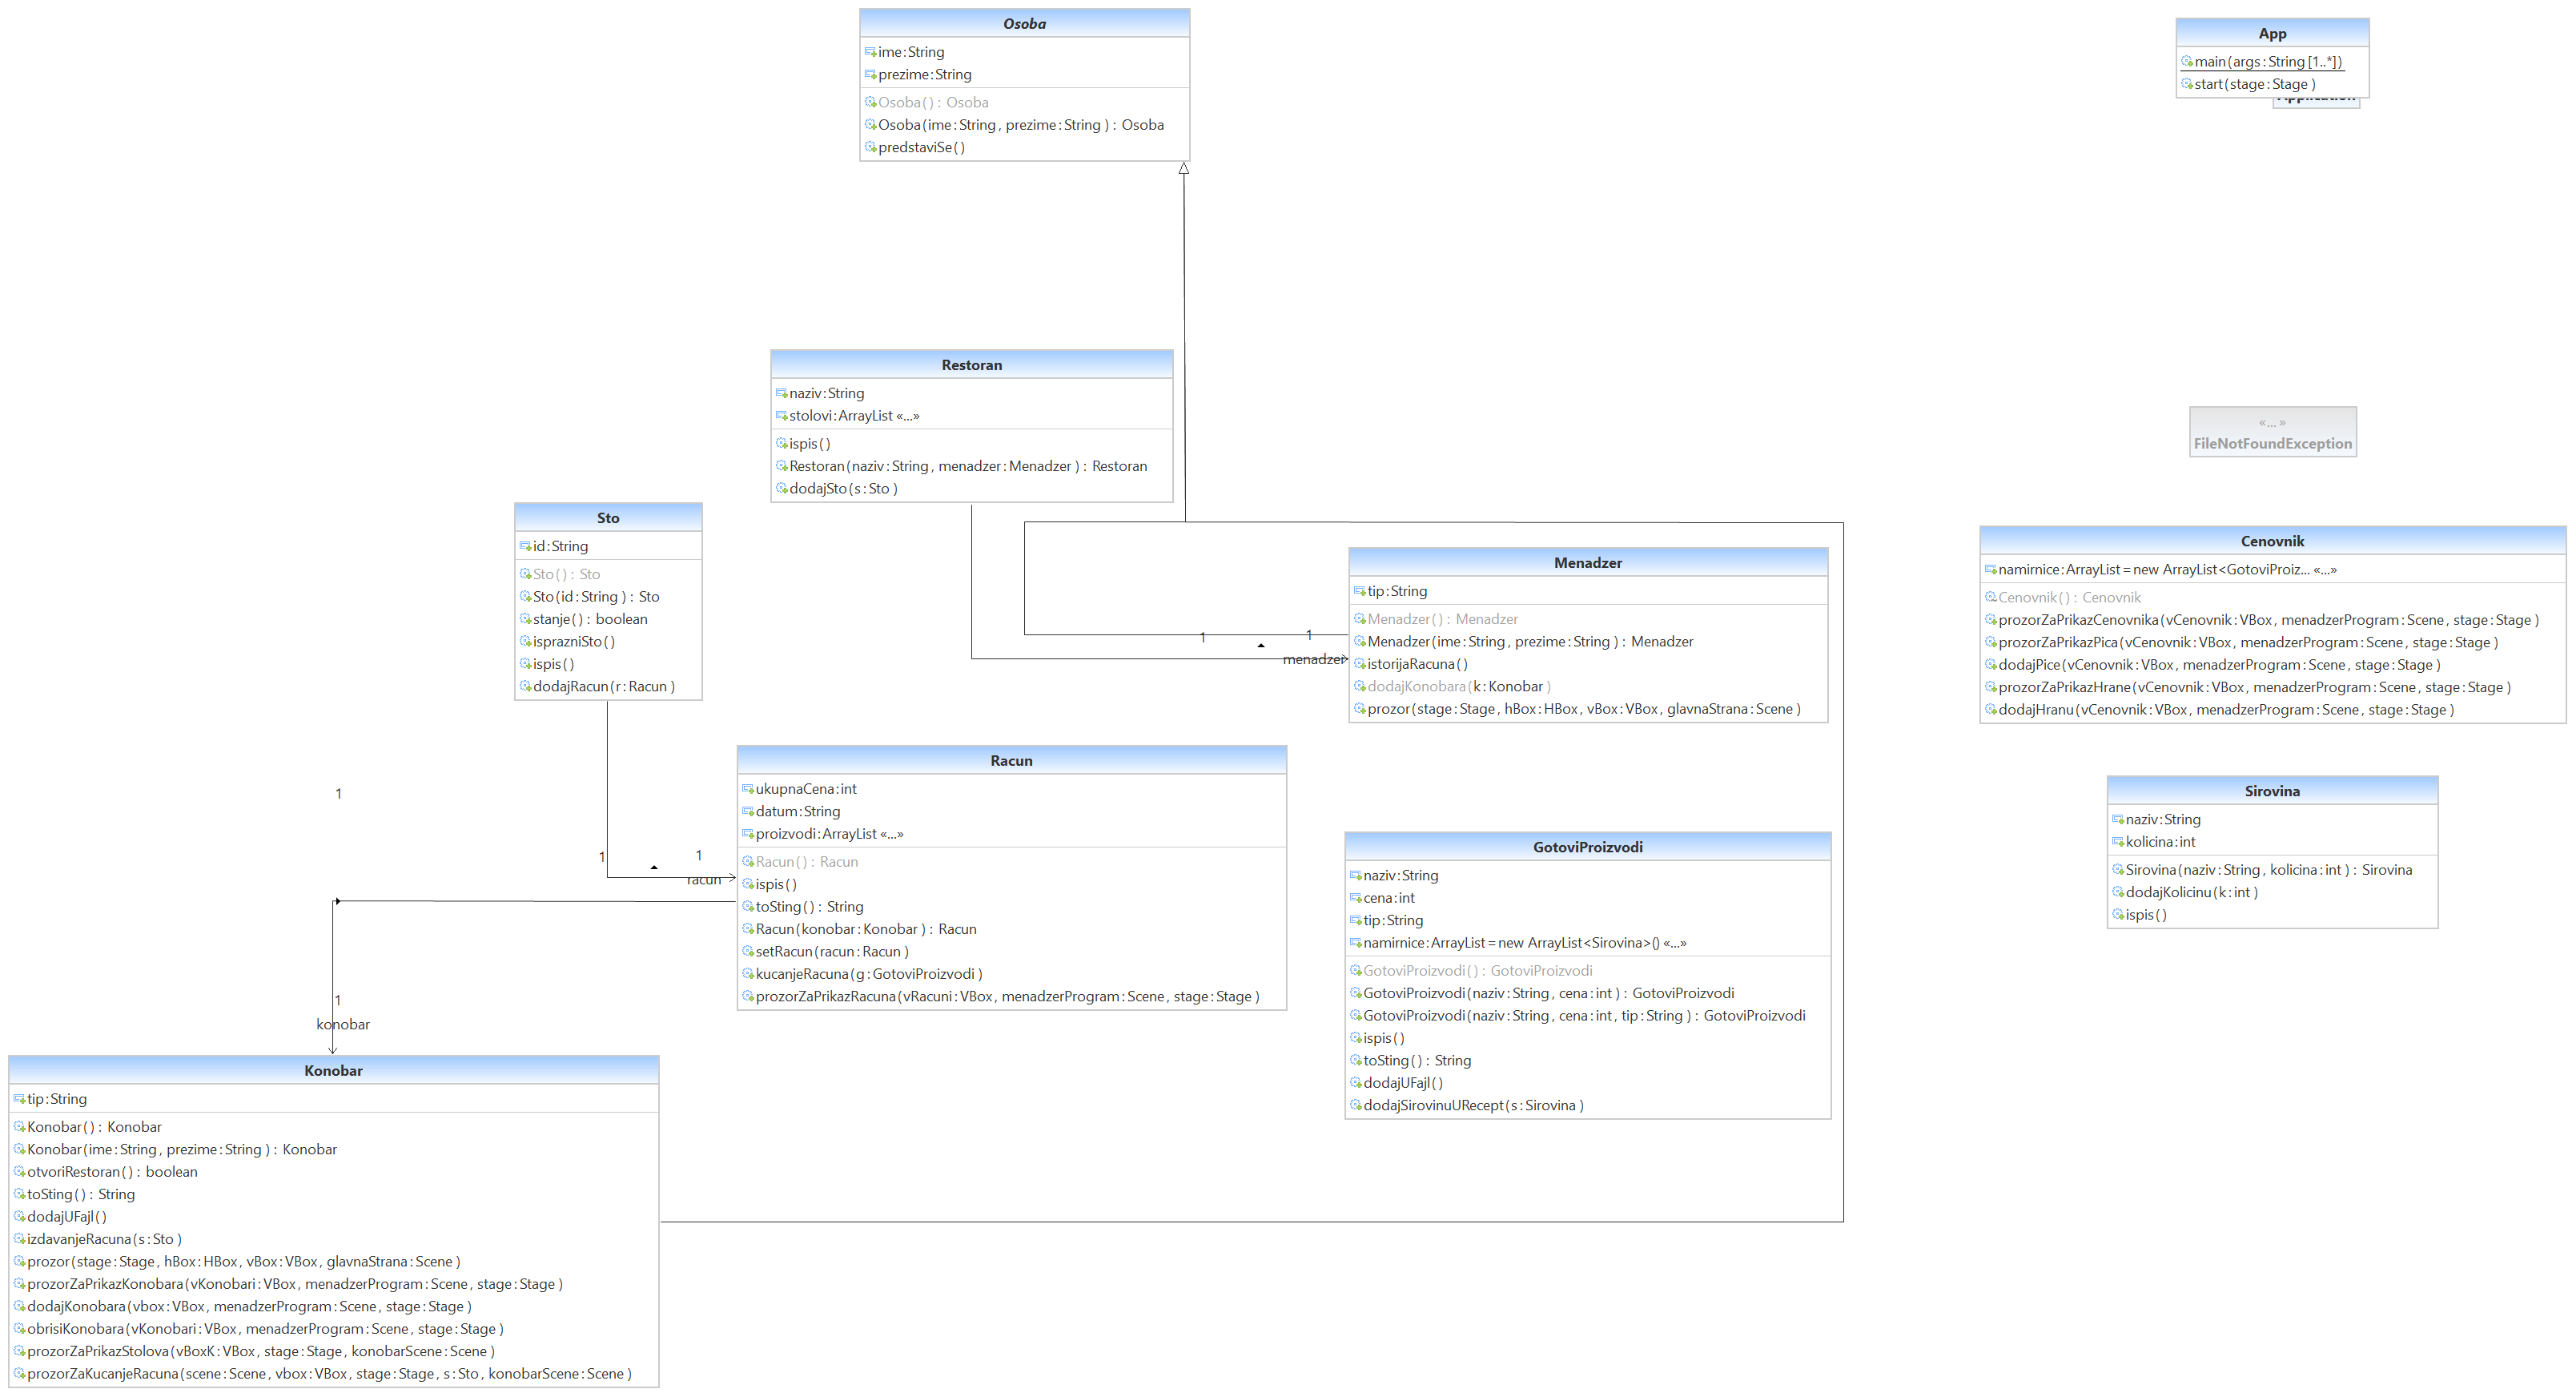 Osoba
ime:String
prezime:String
Osoba(): Osoba
Osoba(ime:String, prezime:String): Osoba
predstaviSe()
App
main(args:String[1..*])
start(stage:Stage)
Application
Restoran
naziv:String
stolovi:ArrayList «...»
ispis()
Restoran(naziv:String, menadzer:Menadzer): Restoran
dodajSto(s:Sto)
«...»
FileNotFoundException
Sto
id:String
Sto(): Sto
Sto(id:String): Sto
stanje(): boolean
isprazniSto()
ispis()
dodajRacun(r:Racun)
Menadzer
tip:String
Menadzer(): Menadzer
Menadzer(ime:String, prezime:String): Menadzer
istorijaRacuna()
dodajKonobara(k:Konobar)
prozor(stage:Stage, hBox:HBox, vBox:VBox, glavnaStrana:Scene)
1
1
menadzer
Cenovnik
namirnice:ArrayList=new ArrayList<GotoviProiz... «...»
Cenovnik(): Cenovnik
prozorZaPrikazCenovnika(vCenovnik:VBox, menadzerProgram:Scene, stage:Stage)
prozorZaPrikazPica(vCenovnik:VBox, menadzerProgram:Scene, stage:Stage)
dodajPice(vCenovnik:VBox, menadzerProgram:Scene, stage:Stage)
prozorZaPrikazHrane(vCenovnik:VBox, menadzerProgram:Scene, stage:Stage)
dodajHranu(vCenovnik:VBox, menadzerProgram:Scene, stage:Stage)
Racun
ukupnaCena:int
datum:String
proizvodi:ArrayList «...»
Racun(): Racun
ispis()
toSting(): String
Racun(konobar:Konobar): Racun
setRacun(racun:Racun)
kucanjeRacuna(g:GotoviProizvodi)
prozorZaPrikazRacuna(vRacuni:VBox, menadzerProgram:Scene, stage:Stage)
1
1
1
racun
Sirovina
naziv:String
kolicina:int
Sirovina(naziv:String, kolicina:int): Sirovina
dodajKolicinu(k:int)
ispis()
GotoviProizvodi
naziv:String
cena:int
tip:String
namirnice:ArrayList=new ArrayList<Sirovina>() «...»
GotoviProizvodi(): GotoviProizvodi
GotoviProizvodi(naziv:String, cena:int): GotoviProizvodi
GotoviProizvodi(naziv:String, cena:int, tip:String): GotoviProizvodi
ispis()
toSting(): String
dodajUFajl()
dodajSirovinuURecept(s:Sirovina)
1
konobar
Konobar
tip:String
Konobar(): Konobar
Konobar(ime:String, prezime:String): Konobar
otvoriRestoran(): boolean
toSting(): String
dodajUFajl()
izdavanjeRacuna(s:Sto)
prozor(stage:Stage, hBox:HBox, vBox:VBox, glavnaStrana:Scene)
prozorZaPrikazKonobara(vKonobari:VBox, menadzerProgram:Scene, stage:Stage)
dodajKonobara(vbox:VBox, menadzerProgram:Scene, stage:Stage)
obrisiKonobara(vKonobari:VBox, menadzerProgram:Scene, stage:Stage)
prozorZaPrikazStolova(vBoxK:VBox, stage:Stage, konobarScene:Scene)
prozorZaKucanjeRacuna(scene:Scene, vbox:VBox, stage:Stage, s:Sto, konobarScene:Scene)